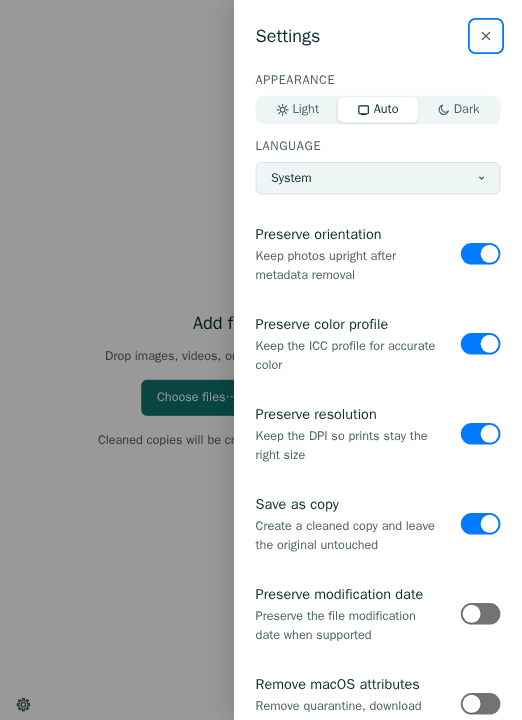 Settings
APPEARANCE
Light
Auto
Dark
LANGUAGE
System
Preserve orientation
Keep photos upright after
metadata removal
Preserve color profile
Keep the ICC profile for accurate
color
Preserve resolution
Keep the DPI so prints stay the
right size
Save as copy
Create a cleaned copy and leave
the original untouched
Preserve modification date
Preserve the file modification
date when supported
Remove macOS attributes
Remove quarantine, download
Add f
Drop images, videos, or
Choose files···
Cleaned copies will be cr